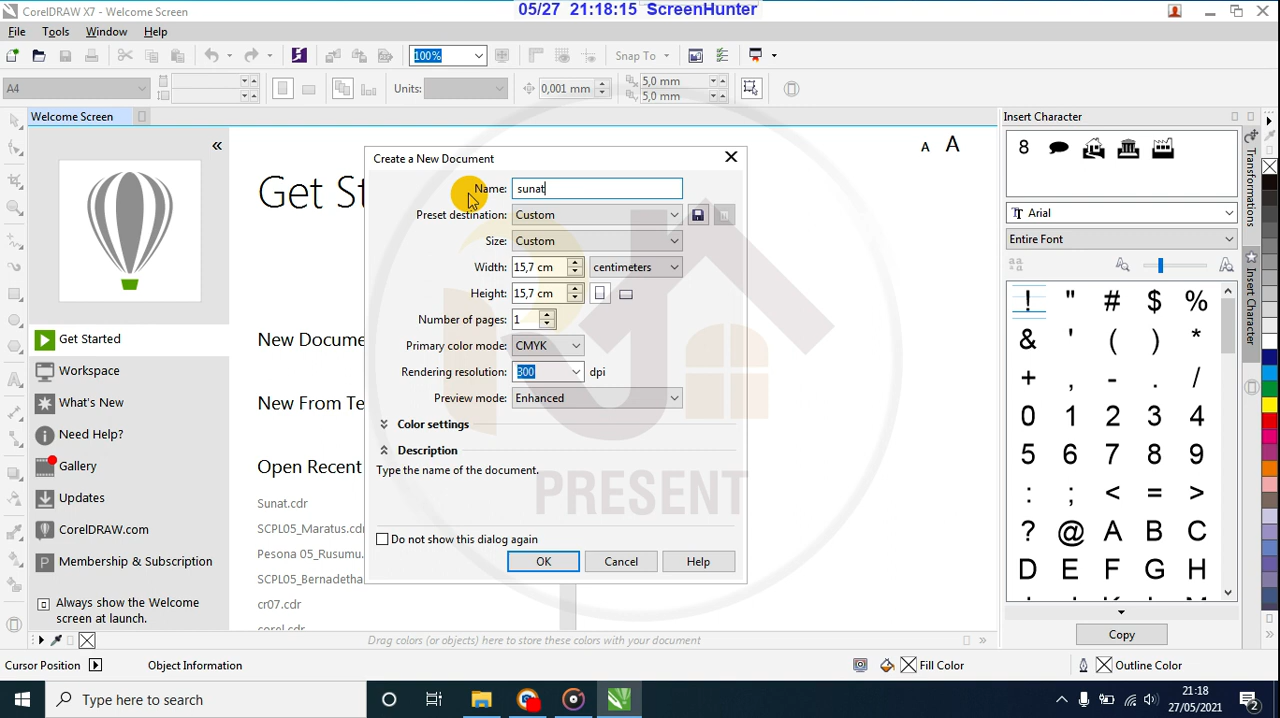 CorelDRAW X7 - Welcome Screen
05/27 21:18:15 ScreenHunter
File Tools Window Help
100%
Snap To
A4
Units:
0,001 mm
5,0 mm
5,0 mm
Welcome Screen
Get St
A A
Get Started
Workspace
What's New
Need Help?
Gallery
Updates
CorelDRAW.com
Membership & Subscription
Always show the Welcome
screen at launch.
New Docume
New From Te
Open Recent
Sunat.cdr
SCPL05_Maratus.cdr
Pesona 05_Rusumu.
SCPL05_Bernadetha
cr07.cdr
corel.cdr
Create a New Document
Name: sunat
Preset destination: Custom
Size: Custom
Width: 15,7 cm centimeters
Height: 15,7 cm
Number of pages: 1
Primary color mode: CMYK
Rendering resolution: 300 dpi
Preview mode: Enhanced
Color settings
Description
Type the name of the document.
Do not show this dialog again
OK Cancel Help
PRESENT
Insert Character
8
Arial
Entire Font
! " # $ %
& ' ( ) *
+ , - . /
0 1 2 3 4
5 6 7 8 9
: ; < = >
? @ A B C
D E F G H
Copy
Transformations
Insert Character
Drag colors (or objects) here to store these colors with your document
Cursor Position Object Information
Fill Color
Outline Color
Type here to search
21:18
27/05/2021
2